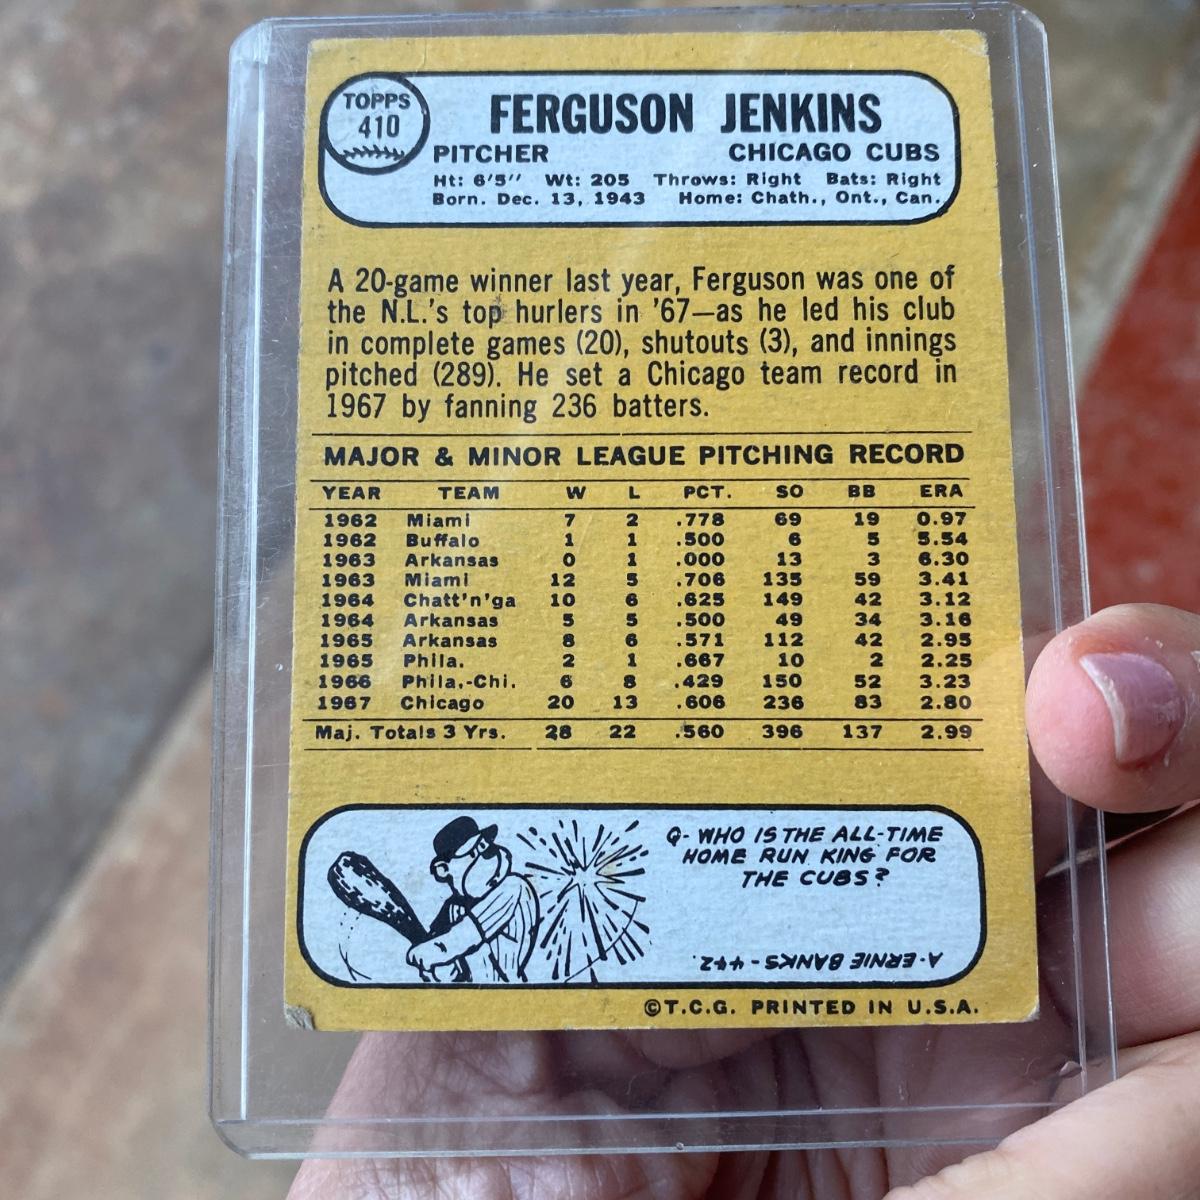 TOPPS
410
FERGUSON JENKINS
PITCHER CHICAGO CUBS
Ht: 6'5" Wt: 205 Throws: Right Bats: Right
Born. Dec. 13, 1943 Home: Chath., Ont., Can.
A 20-game winner last year, Ferguson was one of
the N.L.'s top hurlers in '67—as he led his club
in complete games (20), shutouts (3), and innings
pitched (289). He set a Chicago team record in
1967 by fanning 236 batters.
MAJOR & MINOR LEAGUE PITCHING RECORD
YEAR TEAM W L PCT. SO BB ERA
1962 Miami 7 2 .778 69 19 0.97
1962 Buffalo 1 1 .500 6 5 5.54
1963 Arkansas 0 1 .000 13 3 6.30
1963 Miami 12 5 .706 135 59 3.41
1964 Chatt'n'ga 10 6 .625 149 42 3.12
1964 Arkansas 5 5 .500 49 34 3.16
1965 Arkansas 8 6 .571 112 42 2.95
1965 Phila. 2 1 .667 10 2 2.25
1966 Phila.-Chi. 6 8 .429 150 52 3.23
1967 Chicago 20 13 .606 236 83 2.80
Maj. Totals 3 Yrs. 28 22 .560 396 137 2.99
Q- WHO IS THE ALL-TIME
HOME RUN KING FOR
THE CUBS?
A-ERNIE BANKS - 442.
©T.C.G. PRINTED IN U.S.A.